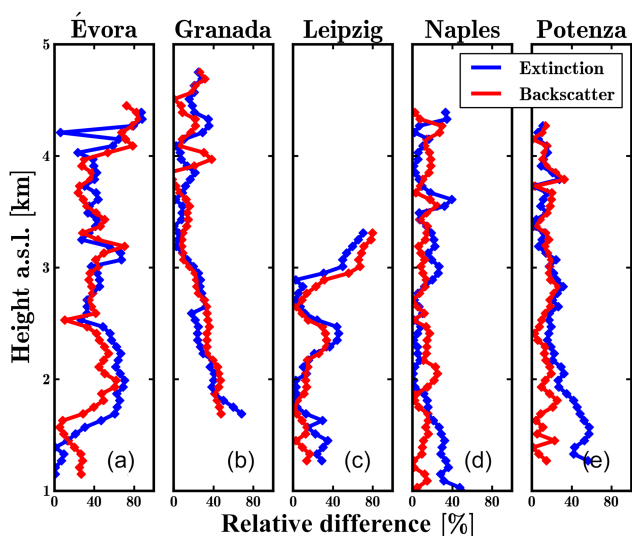 Évora Granada Leipzig Naples Potenza
Extinction
Backscatter
5
4
3
2
1
Height a.s.l. [km]
(a) (b) (c) (d) (e)
0 40 80 0 40 80 0 40 80 0 40 80 0 40 80
Relative difference [%]